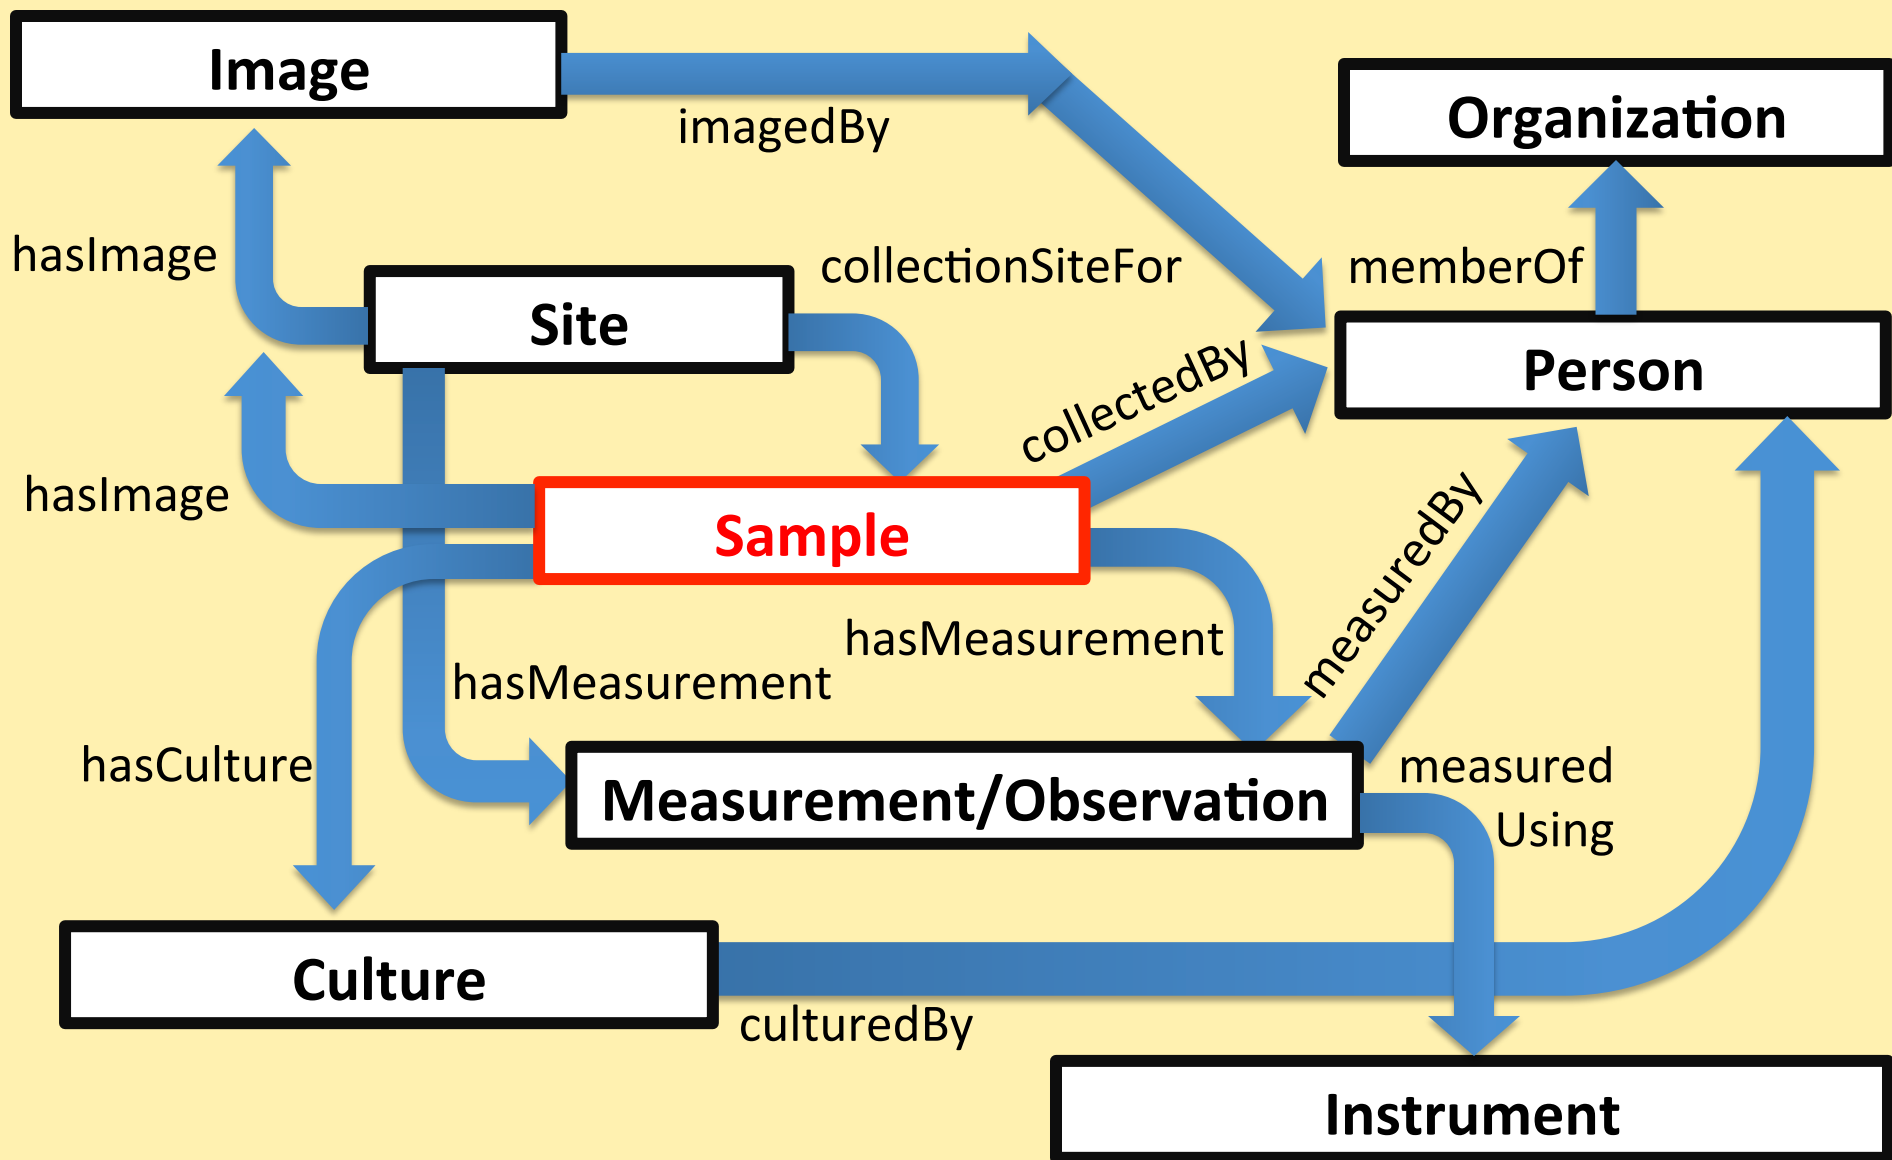 Image
Organization
imagedBy
hasImage
collectionSiteFor
memberOf
Site
Person
collectedBy
hasImage
Sample
measuredBy
hasMeasurement
hasMeasurement
hasCulture
measured
Using
Measurement/Observation
Culture
culturedBy
Instrument